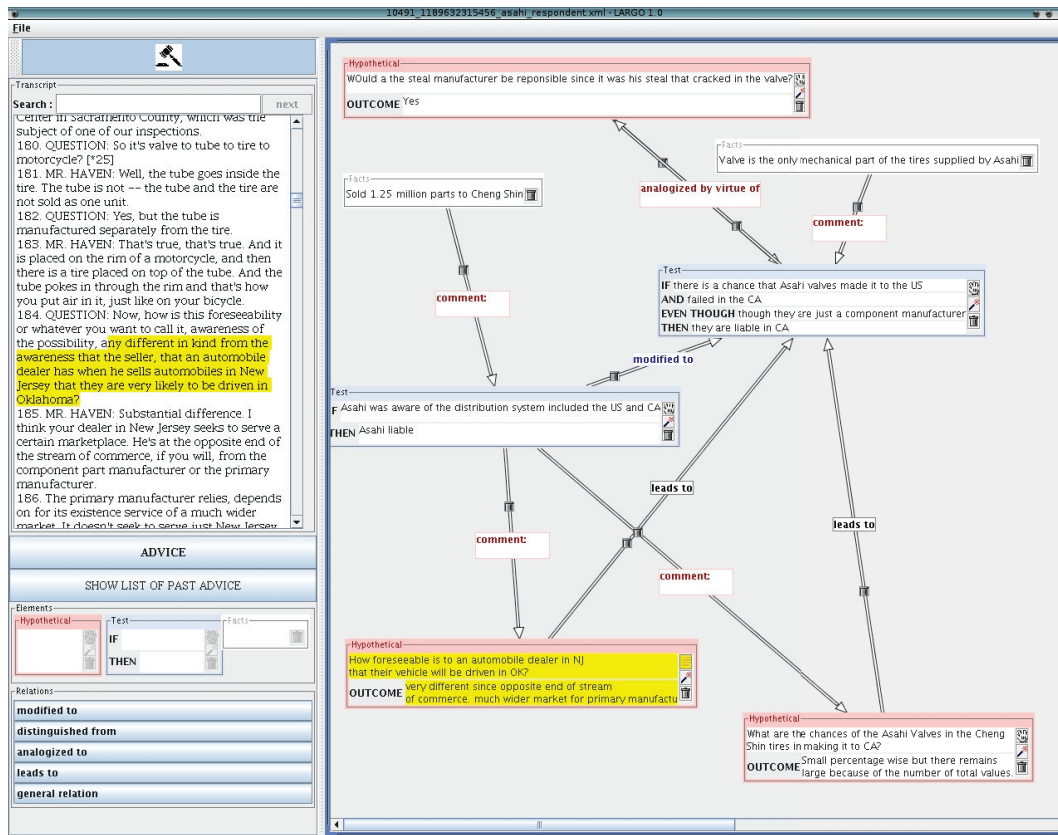 10491_1189632315456_asahi_respondent.xml - LARGO 1.0
File
Transcript
Search :
next
Center in Sacramento County, which was the
subject of one of our inspections.
180. QUESTION: So it's valve to tube to tire to
motorcycle? [*25]
181. MR. HAVEN: Well, the tube goes inside the
tire. The tube is not -- the tube and the tire are
not sold as one unit.
182. QUESTION: Yes, but the tube is
manufactured separately from the tire.
183. MR. HAVEN: That's true, that's true. And it
is placed on the rim of a motorcycle, and then
there is a tire placed on top of the tube. And the
tube pokes in through the rim and that's how
you put air in it, just like on your bicycle.
184. QUESTION: Now, how is this foreseeability
or whatever you want to call it, awareness of
the possibility, any different in kind from the
awareness that the seller, that an automobile
dealer has when he sells automobiles in New
Jersey that they are very likely to be driven in
Oklahoma?
185. MR. HAVEN: Substantial difference. I
think your dealer in New Jersey seeks to serve a
certain marketplace. He's at the opposite end of
the stream of commerce, if you will, from the
component part manufacturer or the primary
manufacturer.
186. The primary manufacturer relies, depends
on for its existence service of a much wider
market. It doesn't seek to serve just New Jersey
ADVICE
SHOW LIST OF PAST ADVICE
Elements
Hypothetical
Test
IF
THEN
Facts
Relations
modified to
distinguished from
analogized to
leads to
general relation
Hypothetical
WOuld a the steal manufacturer be reponsible since it was his steal that cracked in the valve?
OUTCOME Yes
Facts
Valve is the only mechanical part of the tires supplied by Asahi
Facts
Sold 1.25 million parts to Cheng Shin
analogized by virtue of
comment:
comment:
Test
IF there is a chance that Asahi valves made it to the US
AND failed in the CA
EVEN THOUGH though they are just a component manufacturer
THEN they are liable in CA
modified to
Test
F Asahi was aware of the distribution system included the US and CA
THEN Asahi liable
leads to
leads to
comment:
comment:
Hypothetical
How foreseeable is to an automobile dealer in NJ
that their vehicle will be driven in OK?
OUTCOME very different since opposite end of stream
of commerce. much wider market for primary manufactu
Hypothetical
What are the chances of the Asahi Valves in the Cheng
Shin tires in making it to CA?
OUTCOME Small percentage wise but there remains
large because of the number of total values.